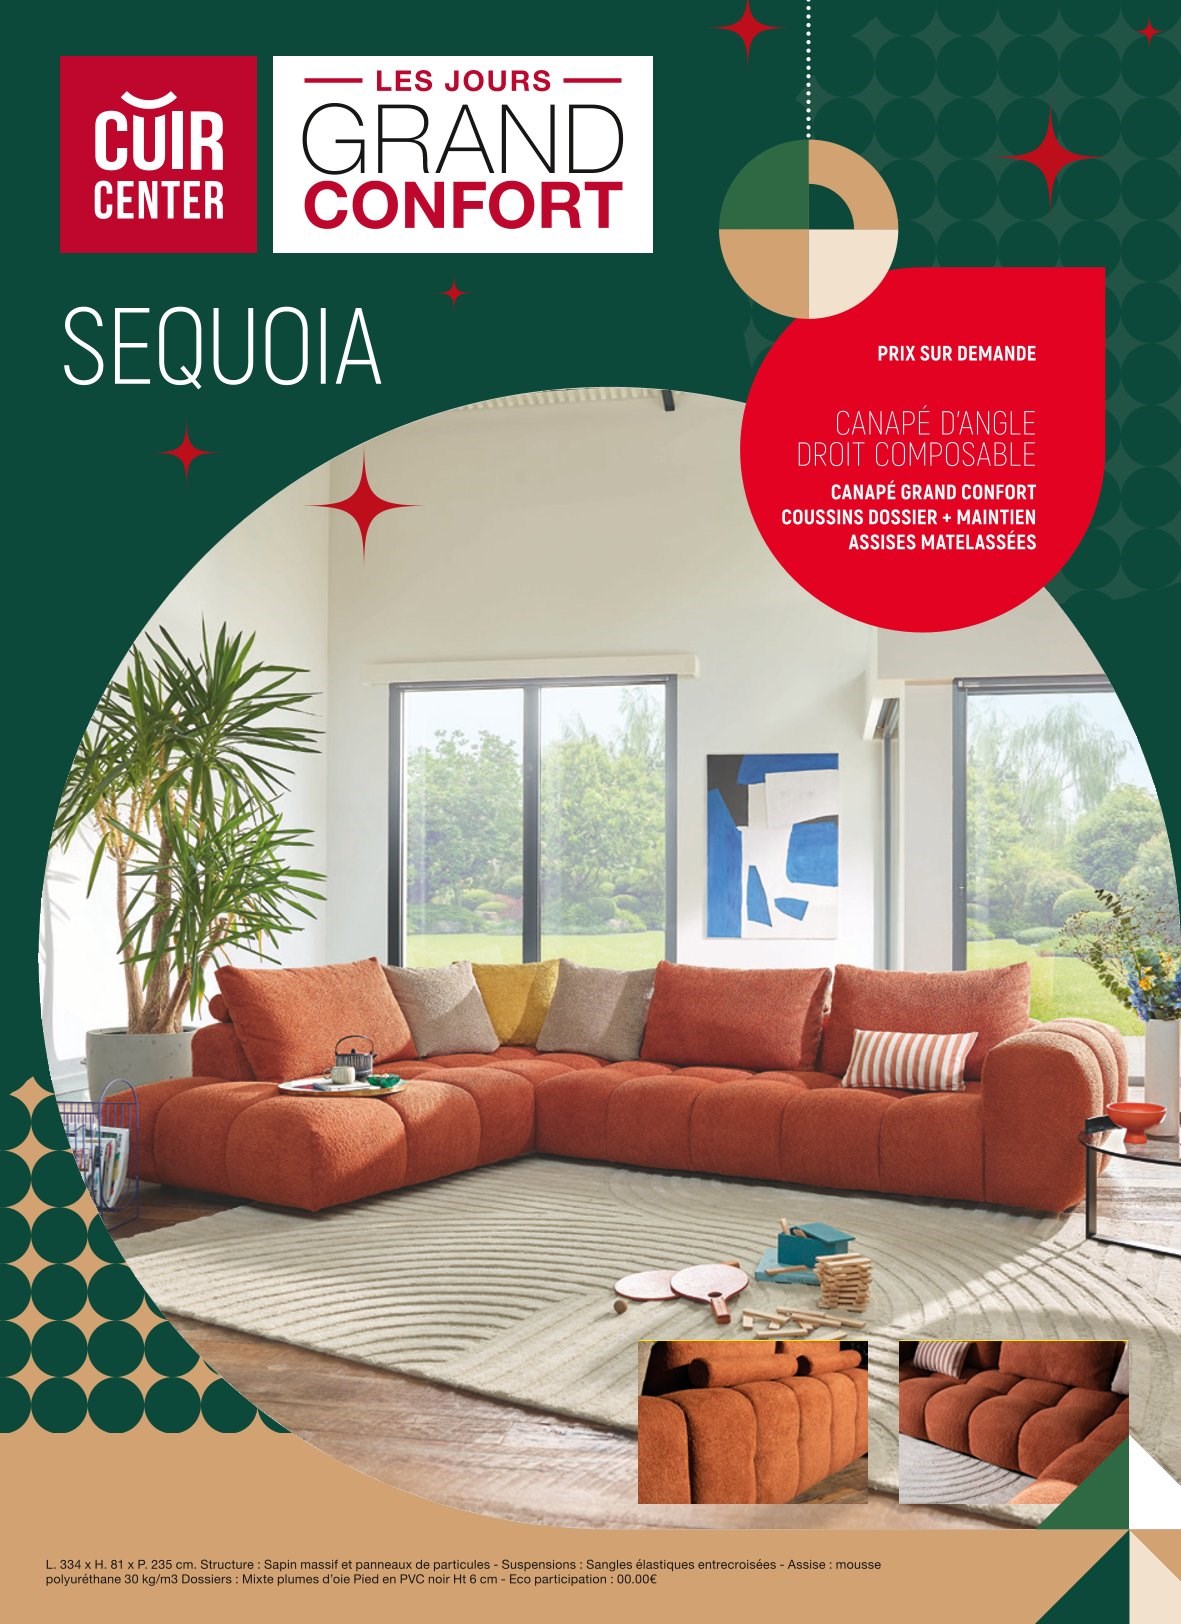 CUIR
CENTER
LES JOURS
GRAND
CONFORT
SEQUOIA
PRIX SUR DEMANDE
CANAPÉ D'ANGLE
DROIT COMPOSABLE
CANAPÉ GRAND CONFORT
COUSSINS DOSSIER + MAINTIEN
ASSISES MATELASSÉES
L. 334 x H. 81 x P. 235 cm. Structure : Sapin massif et panneaux de particules - Suspensions : Sangles élastiques entrecroisées - Assise : mousse
polyuréthane 30 kg/m3 Dossiers : Mixte plumes d'oie Pied en PVC noir Ht 6 cm - Eco participation : 00.00€